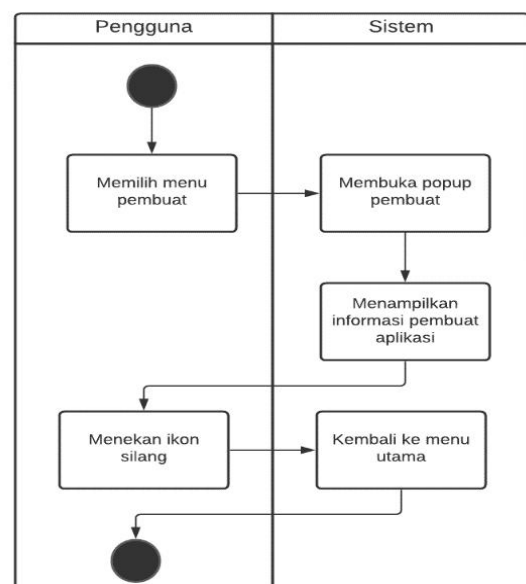 Pengguna
Sistem
Memilih menu
pembuat
Membuka popup
pembuat
Menampilkan
informasi pembuat
aplikasi
Menekan ikon
silang
Kembali ke menu
utama